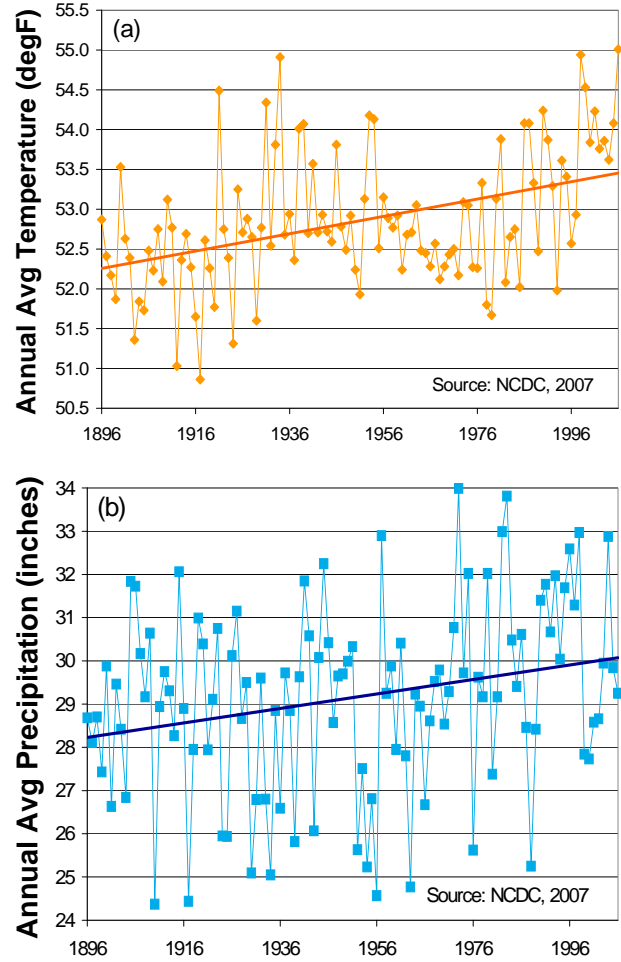 (a)
Annual Avg Temperature (degF)
55.5
55.0
54.5
54.0
53.5
53.0
52.5
52.0
51.5
51.0
50.5
Source: NCDC, 2007
1896 1916 1936 1956 1976 1996
(b)
Annual Avg Precipitation (inches)
34
33
32
31
30
29
28
27
26
25
24
Source: NCDC, 2007
1896 1916 1936 1956 1976 1996